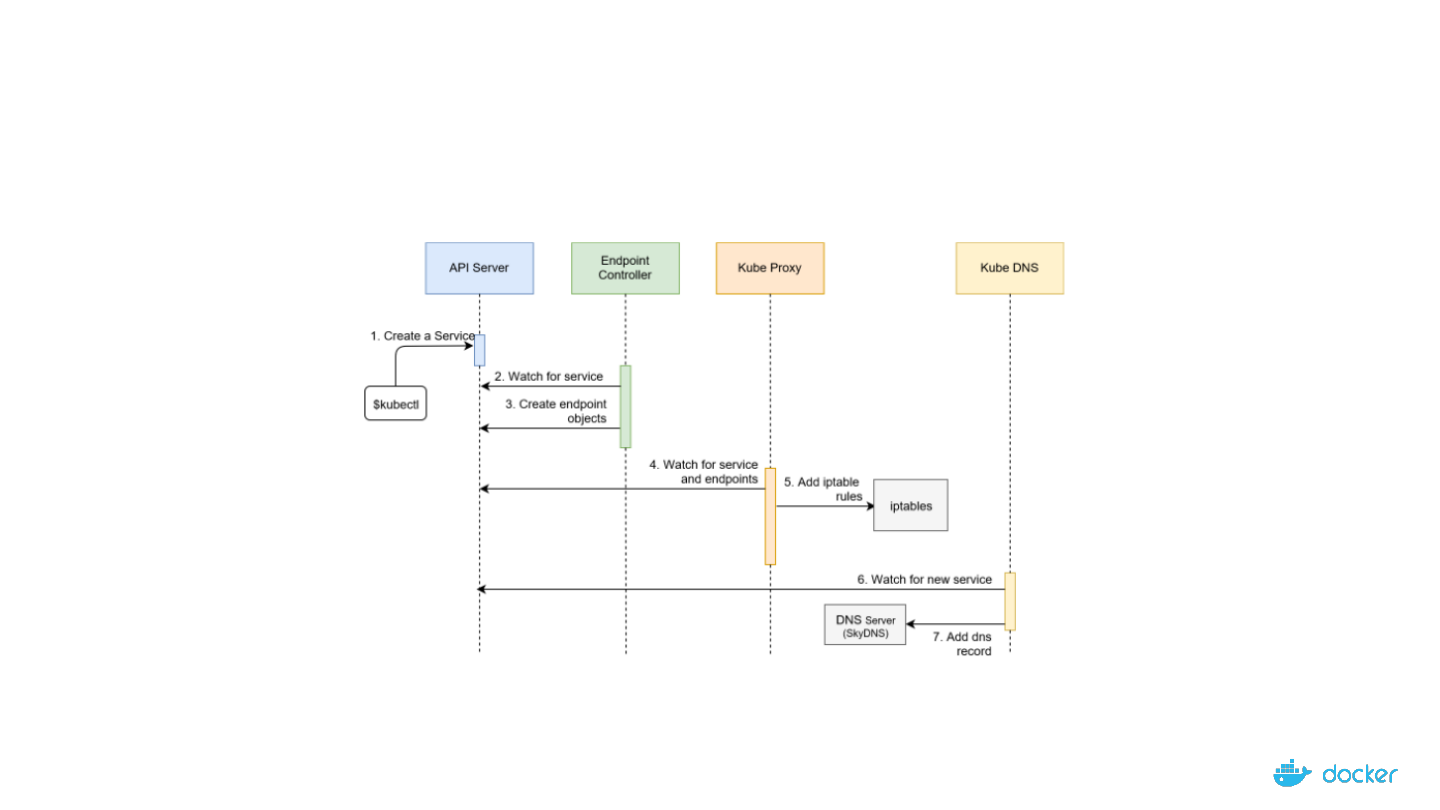 API Server
Endpoint
Controller
Kube Proxy
Kube DNS
1. Create a Service
$kubectl
2. Watch for service
3. Create endpoint
objects
4. Watch for service
and endpoints
5. Add iptable
rules
iptables
6. Watch for new service
DNS Server
(SkyDNS)
7. Add dns
record
docker